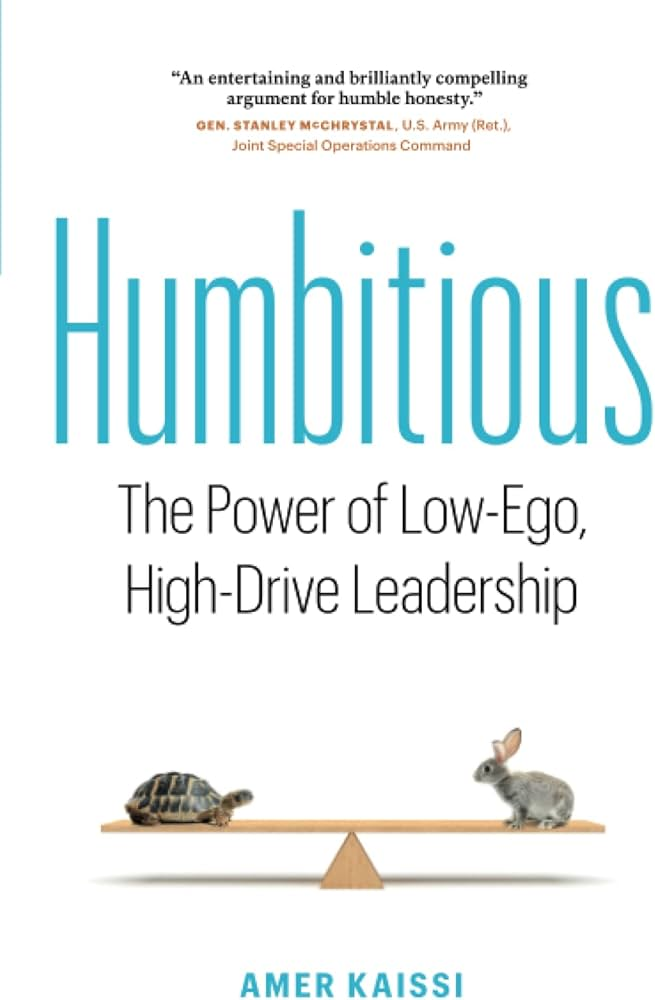 “An entertaining and brilliantly compelling
argument for humble honesty.”
GEN. STANLEY McCHRYSTAL, U.S. Army (Ret.),
Joint Special Operations Command
Humbitious
The Power of Low-Ego,
High-Drive Leadership
AMER KAISSI